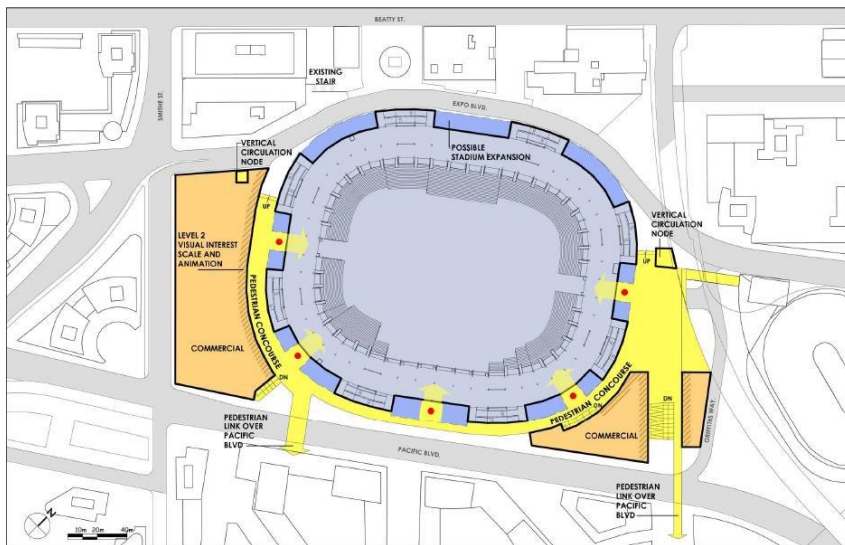 BEATTY ST.
SMITHE ST.
EXISTING
STAIR
EXPO BLVD.
VERTICAL
CIRCULATION
NODE
POSSIBLE
STADIUM EXPANSION
UP
VERTICAL
CIRCULATION
NODE
LEVEL 2
VISUAL INTEREST
SCALE AND
ANIMATION
UP
PEDESTRIAN CONCOURSE
COMMERCIAL
DN
DN
PEDESTRIAN CONCOURSE
DN
COMMERCIAL
GRIFFITHS WAY
PEDESTRIAN
LINK OVER
PACIFIC
BLVD
PACIFIC BLVD.
PEDESTRIAN
LINK OVER
PACIFIC
BLVD
N
10m 20m 40m